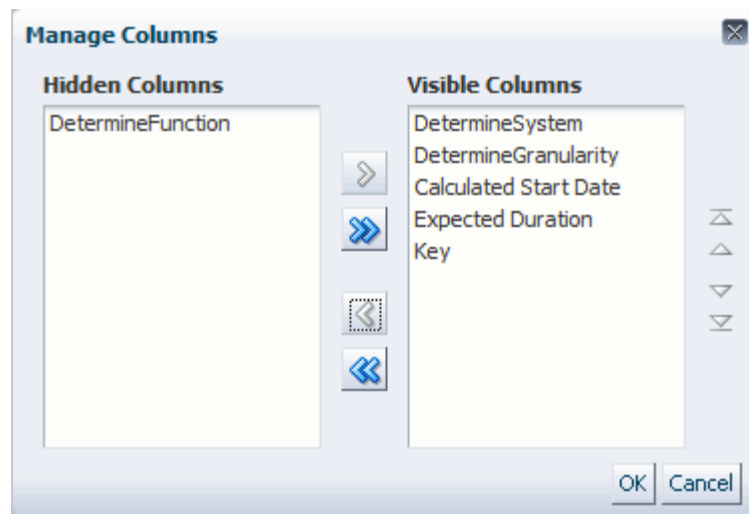 Manage Columns
Hidden Columns
DetermineFunction
Visible Columns
DetermineSystem
DetermineGranularity
Calculated Start Date
Expected Duration
Key
OK
Cancel